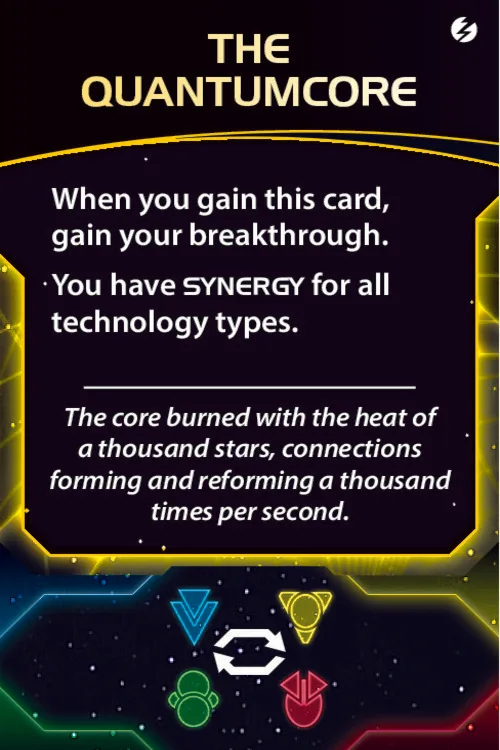 THE
QUANTUMCORE
When you gain this card,
gain your breakthrough.
You have SYNERGY for all
technology types.
The core burned with the heat of
a thousand stars, connections
forming and reforming a thousand
times per second.